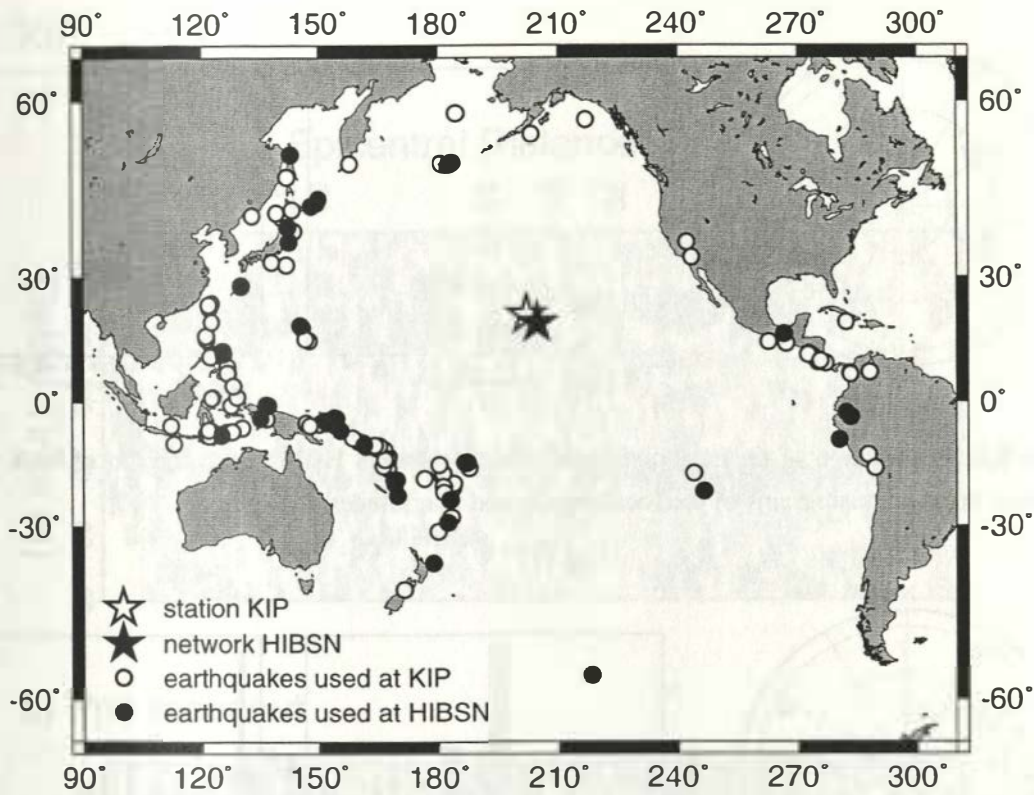 90˚ 120˚ 150˚ 180˚ 210˚ 240˚ 270˚ 300˚
60˚ 60˚
30˚ 30˚
0˚ 0˚
-30˚ -30˚
station KIP
network HIBSN
earthquakes used at KIP
-60˚ -60˚
earthquakes used at HIBSN
90˚ 120˚ 150˚ 180˚ 210˚ 240˚ 270˚ 300˚